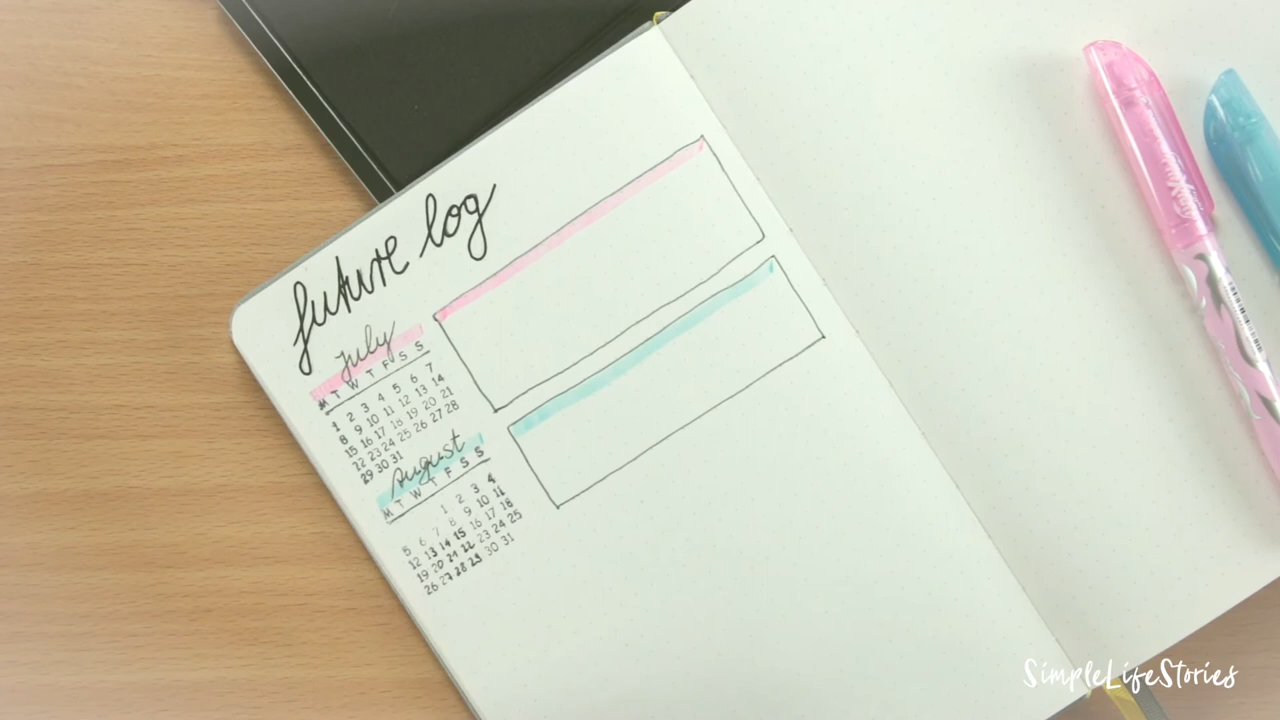 future log
july
M T W T F S S
1 2 3 4 5 6 7
8 9 10 11 12 13 14
15 16 17 18 19 20 21
22 23 24 25 26 27 28
29 30 31
August
M T W T F S S
1 2 3 4
5 6 7 8 9 10 11
12 13 14 15 16 17 18
19 20 21 22 23 24 25
26 27 28 29 30 31
SimpleLifeStories